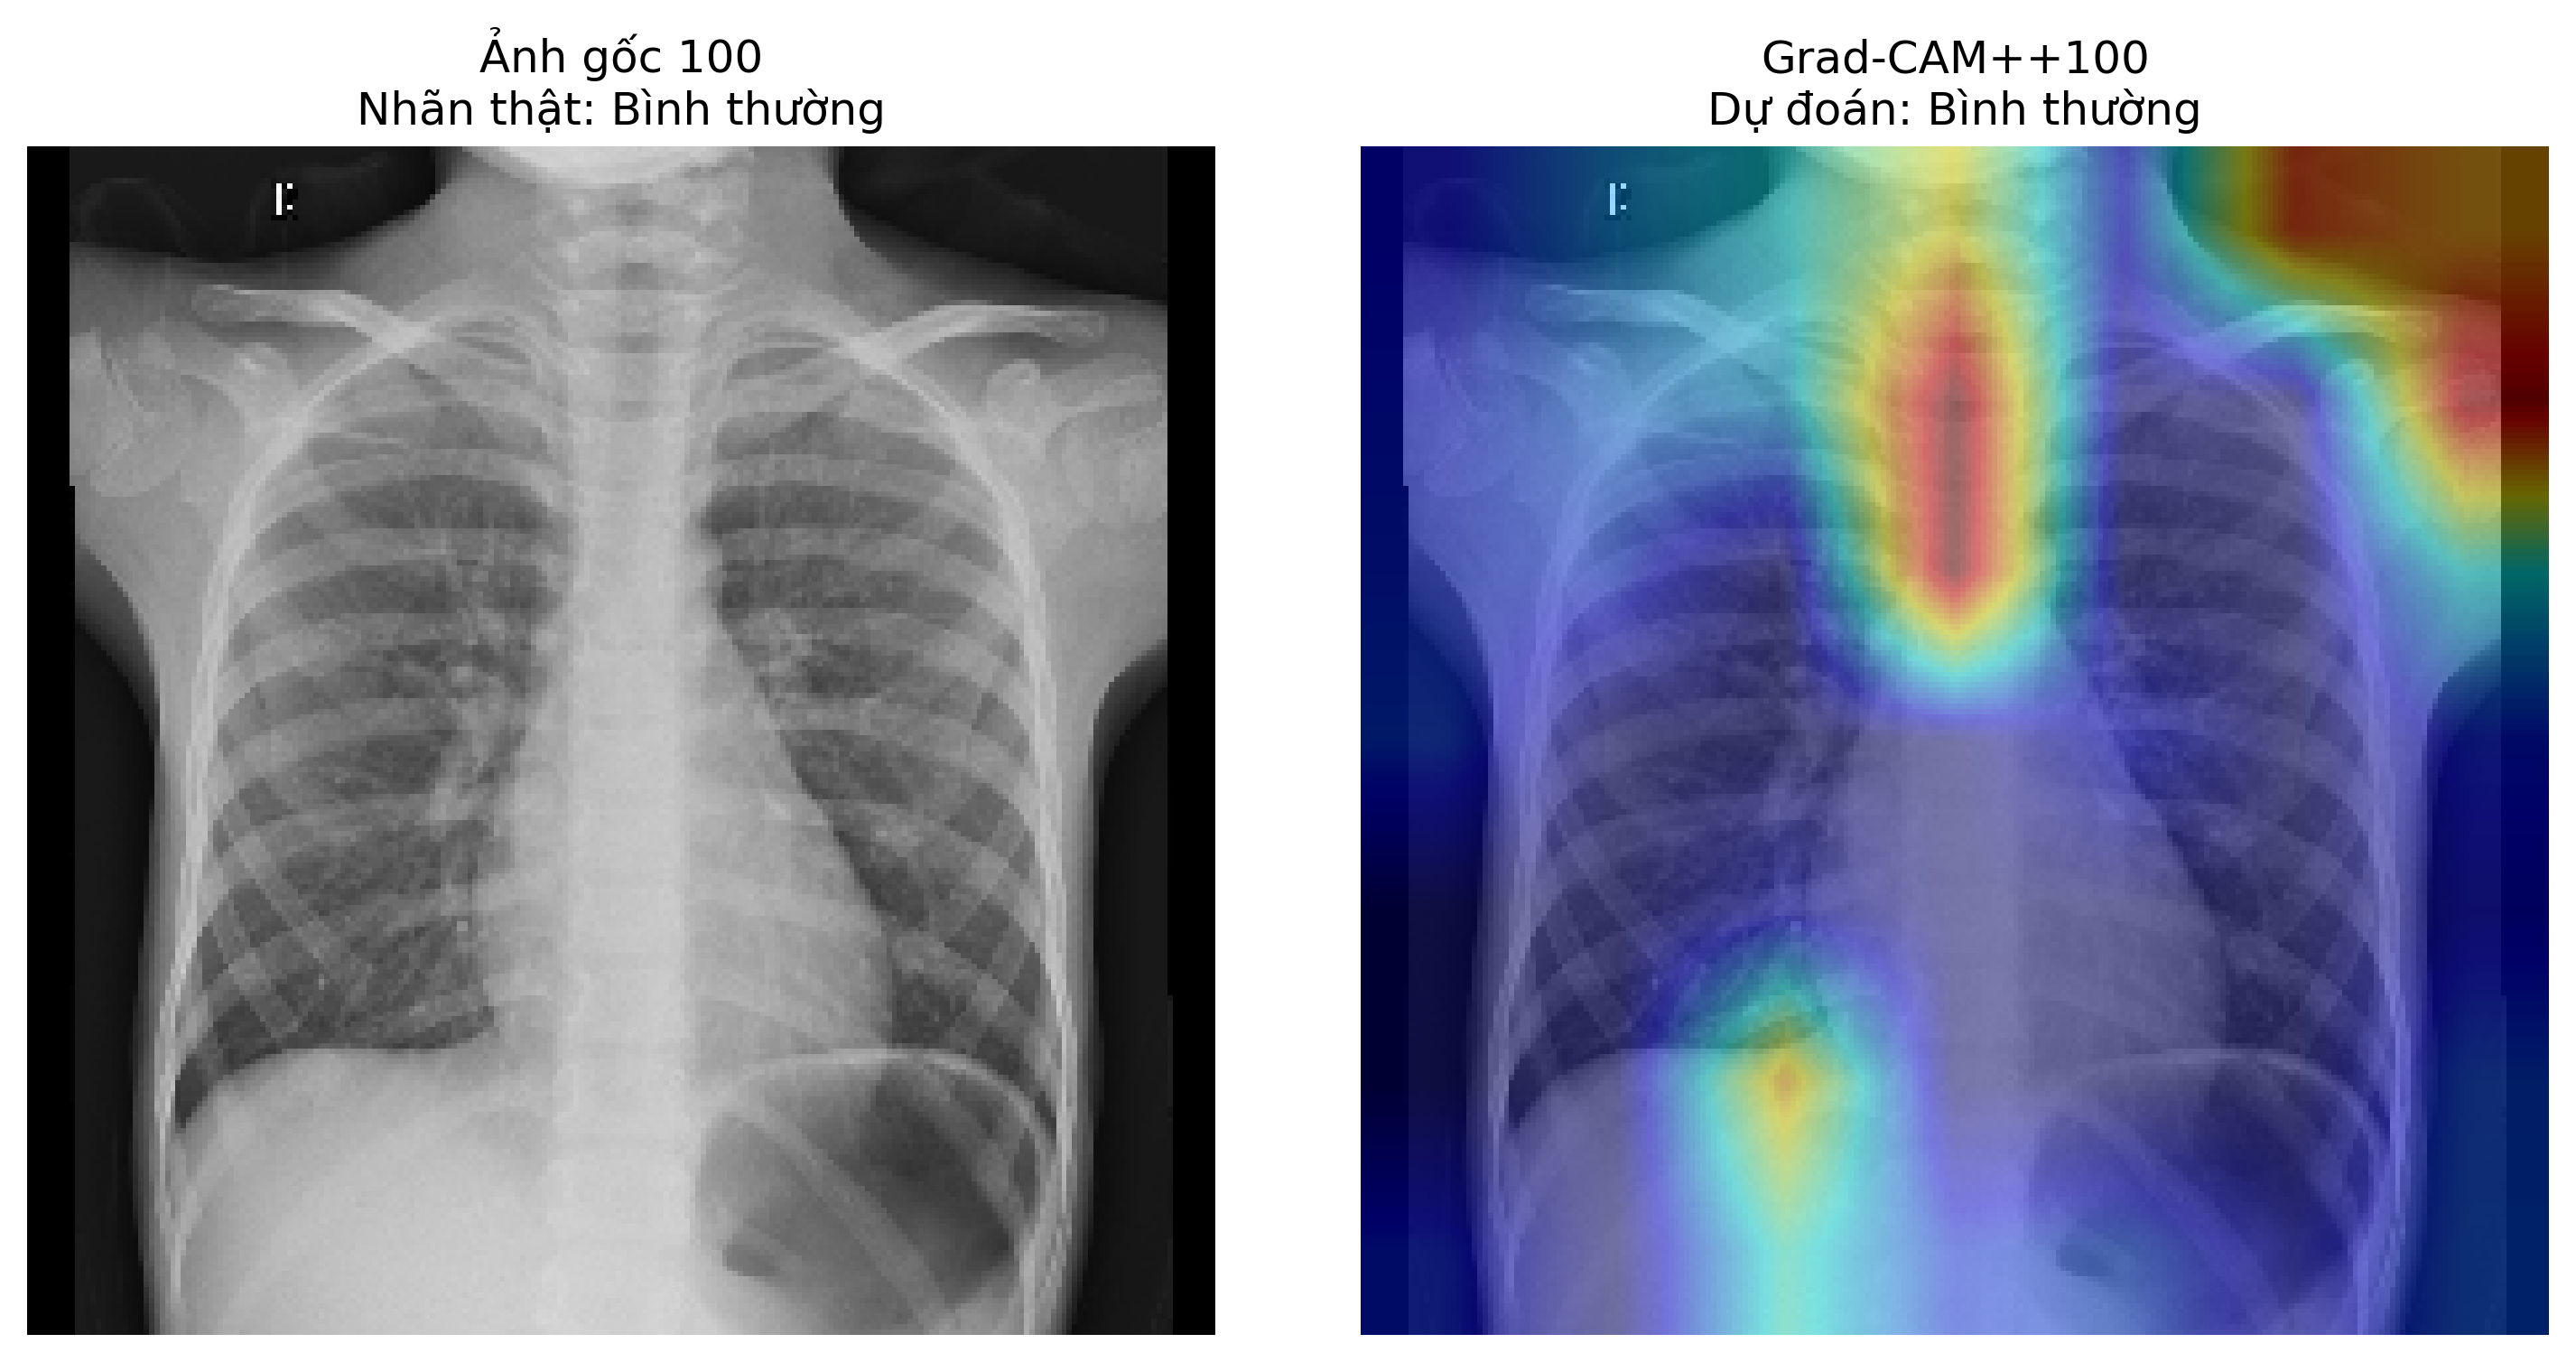 Ảnh gốc 100
Nhãn thật: Bình thường
Grad-CAM++100
Dự đoán: Bình thường